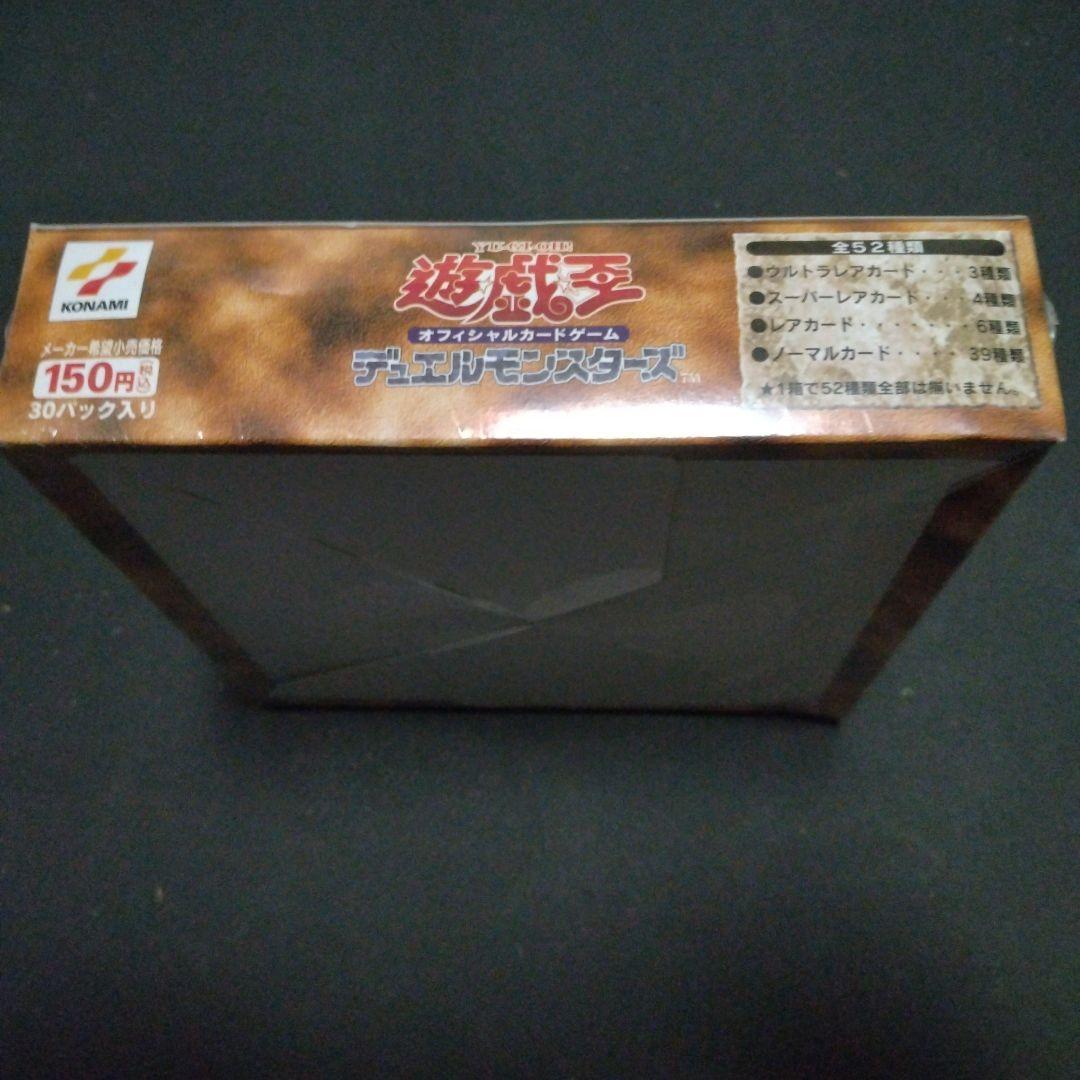 KONAMI
メーカー希望小売価格
150円税込
30パック入り
YU-GI-OH!
遊戯王
オフィシャルカードゲーム
デュエルモンスターズ™
全52種類
●ウルトラレアカード・・・3種類
●スーパーレアカード・・・4種類
●レアカード・・・・・・・6種類
●ノーマルカード・・・・39種類
★1箱で52種類全部は揃いません。